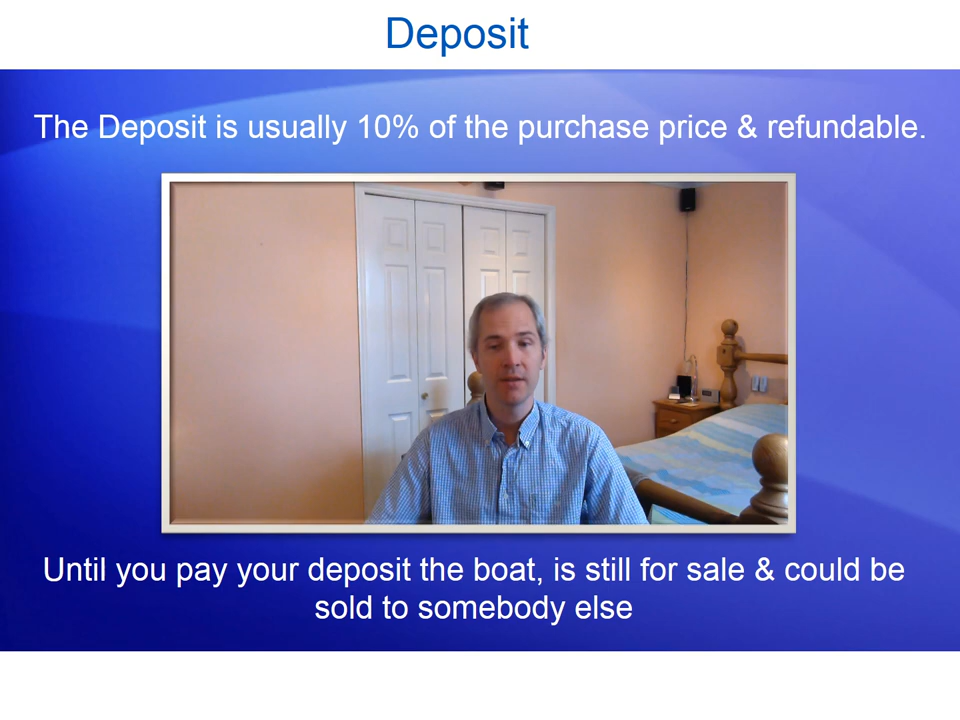 Deposit
The Deposit is usually 10% of the purchase price & refundable.
Until you pay your deposit the boat, is still for sale & could be
sold to somebody else